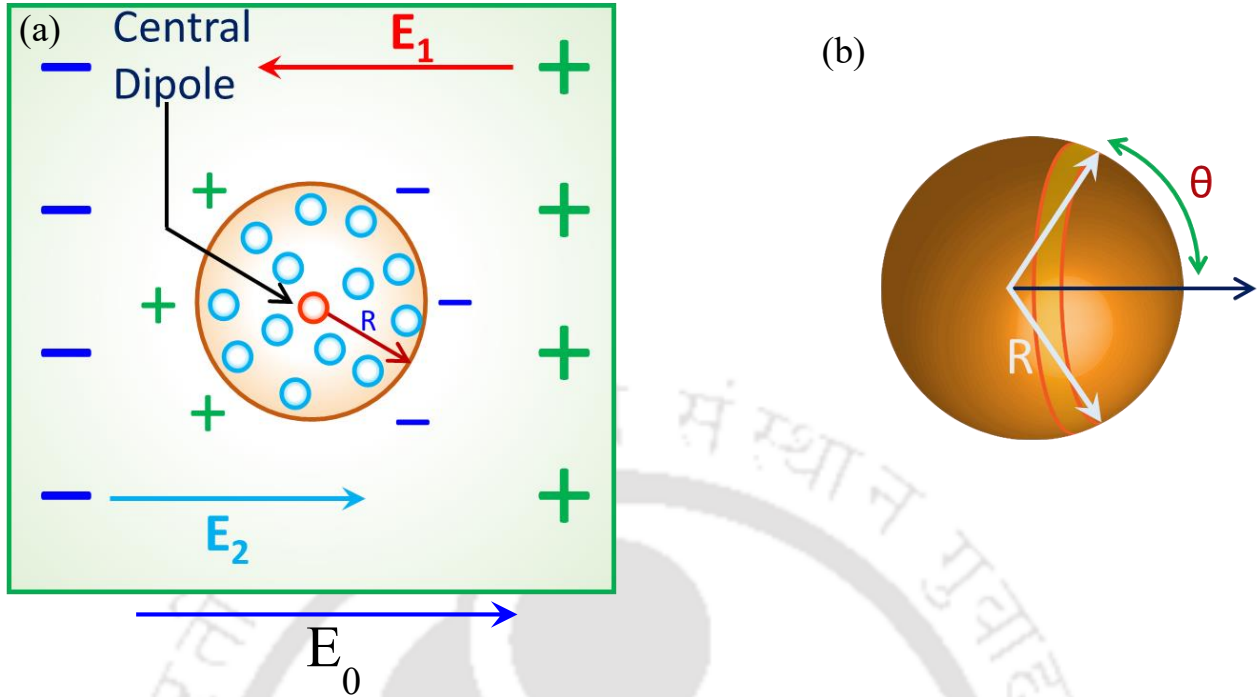 (a)
Central
Dipole
E₁
R
E₂
E₀
(b)
θ
R